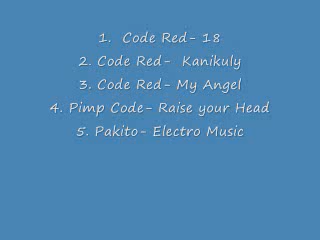 1. Code Red- 18
2. Code Red- Kanikuly
3. Code Red- My Angel
4. Pimp Code- Raise your Head
5. Pakito- Electro Music